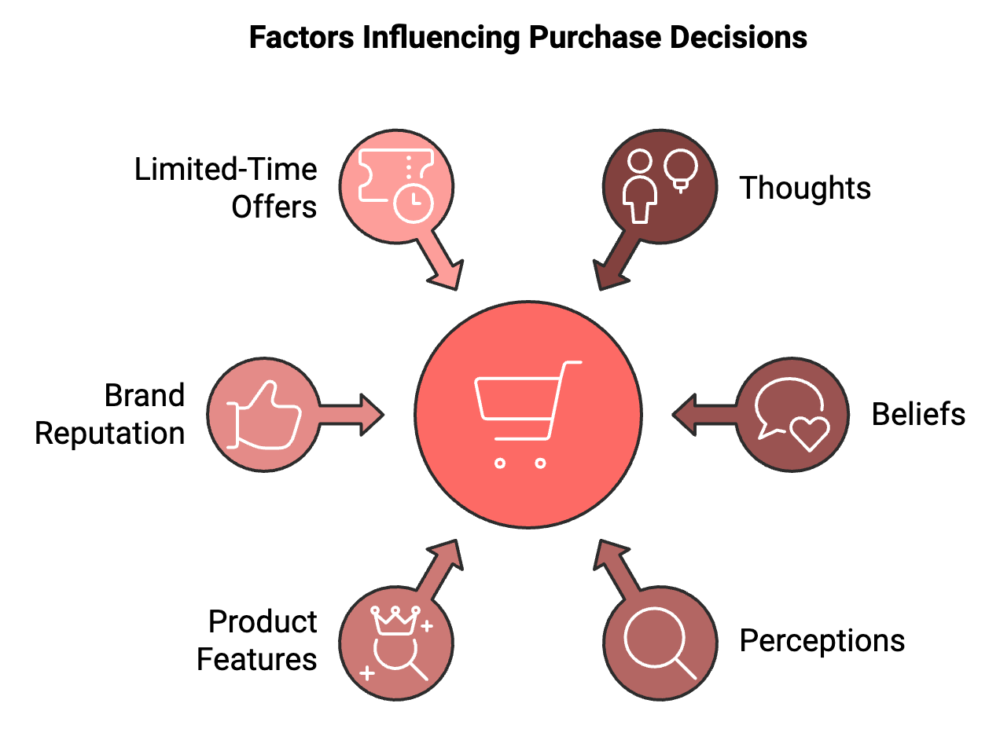 Factors Influencing Purchase Decisions
Limited-Time
Offers
Thoughts
Brand
Reputation
Beliefs
Product
Features
Perceptions